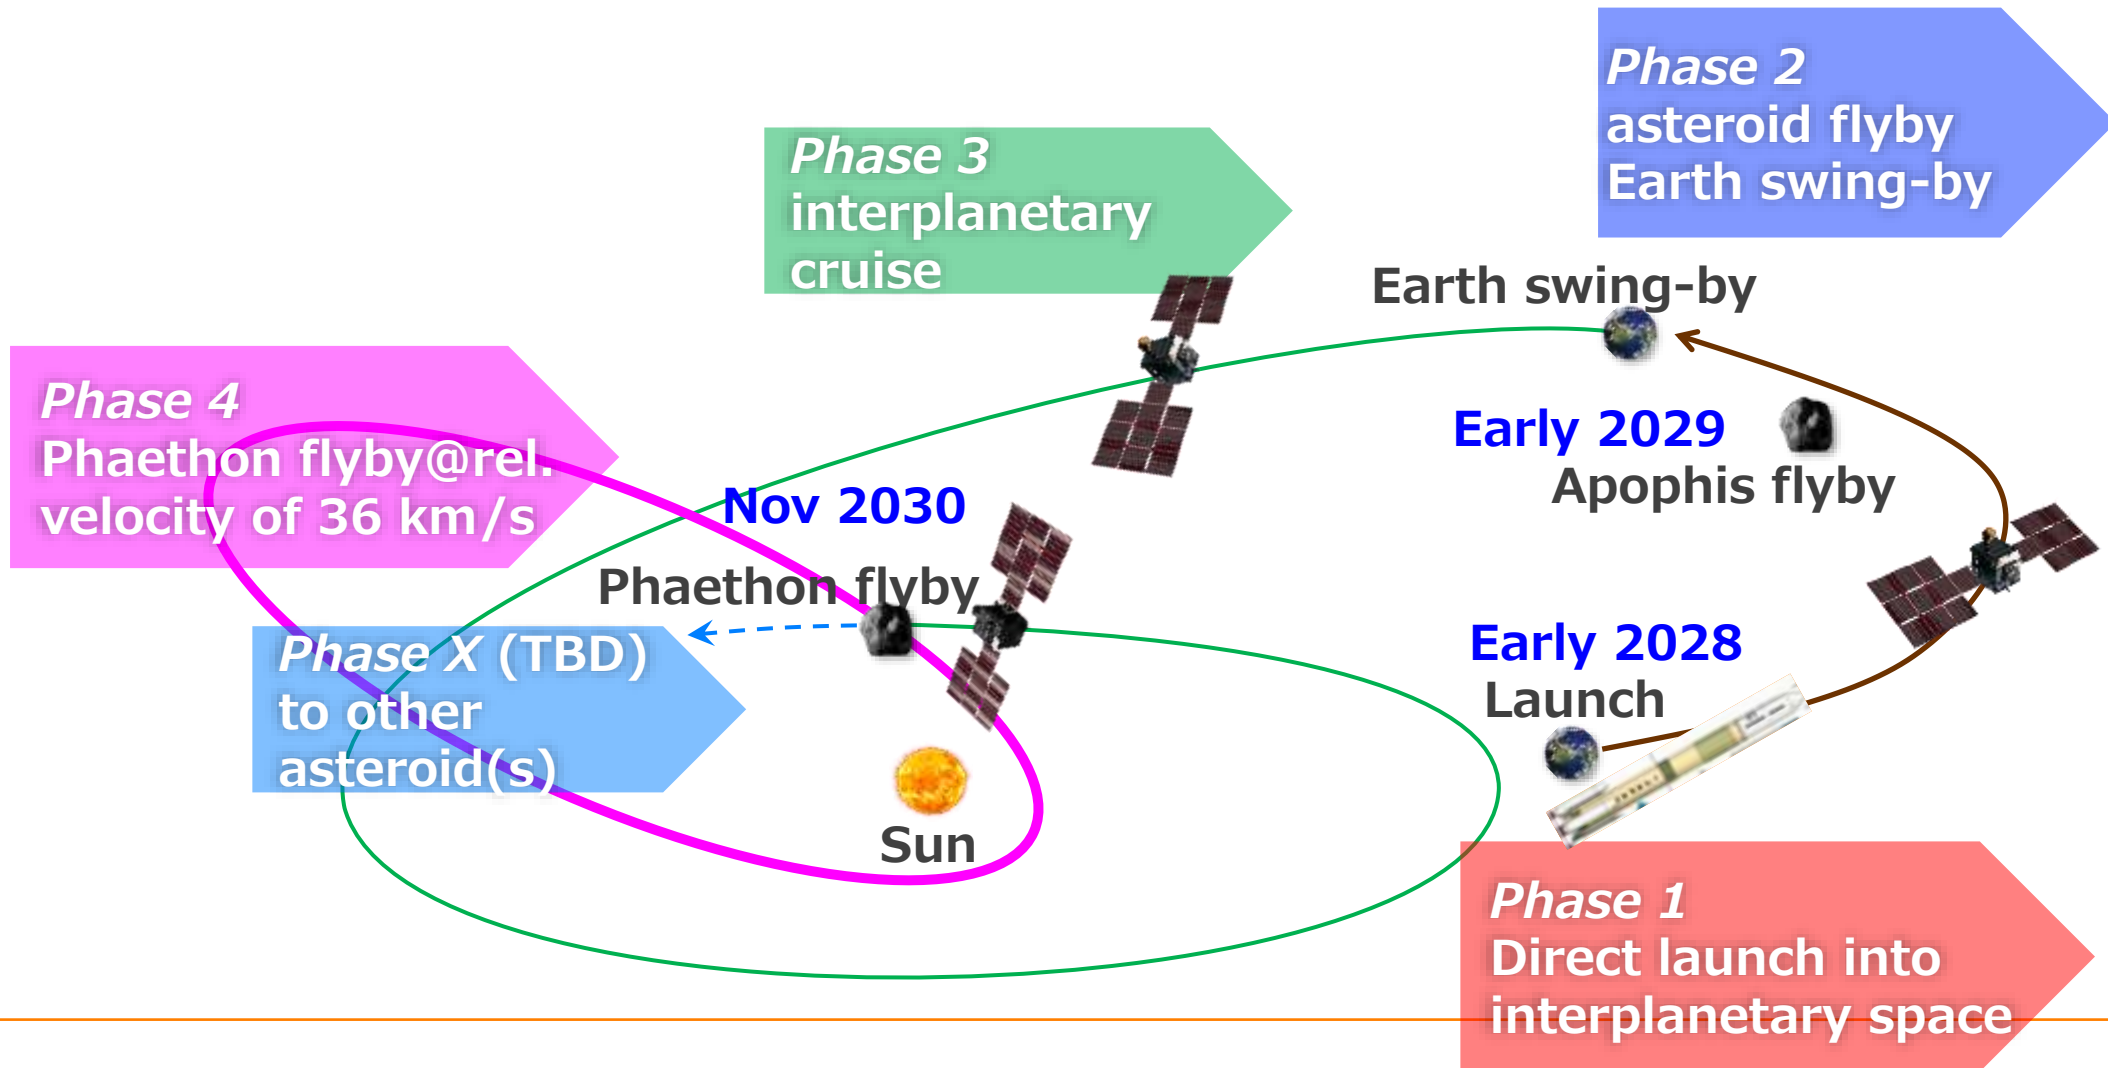 Phase 2
asteroid flyby
Earth swing-by
Phase 3
interplanetary
cruise
Earth swing-by
Phase 4
Phaethon flyby@rel.
velocity of 36 km/s
Early 2029
Apophis flyby
Nov 2030
Phaethon flyby
Phase X (TBD)
to other
asteroid(s)
Early 2028
Launch
Sun
Phase 1
Direct launch into
interplanetary space